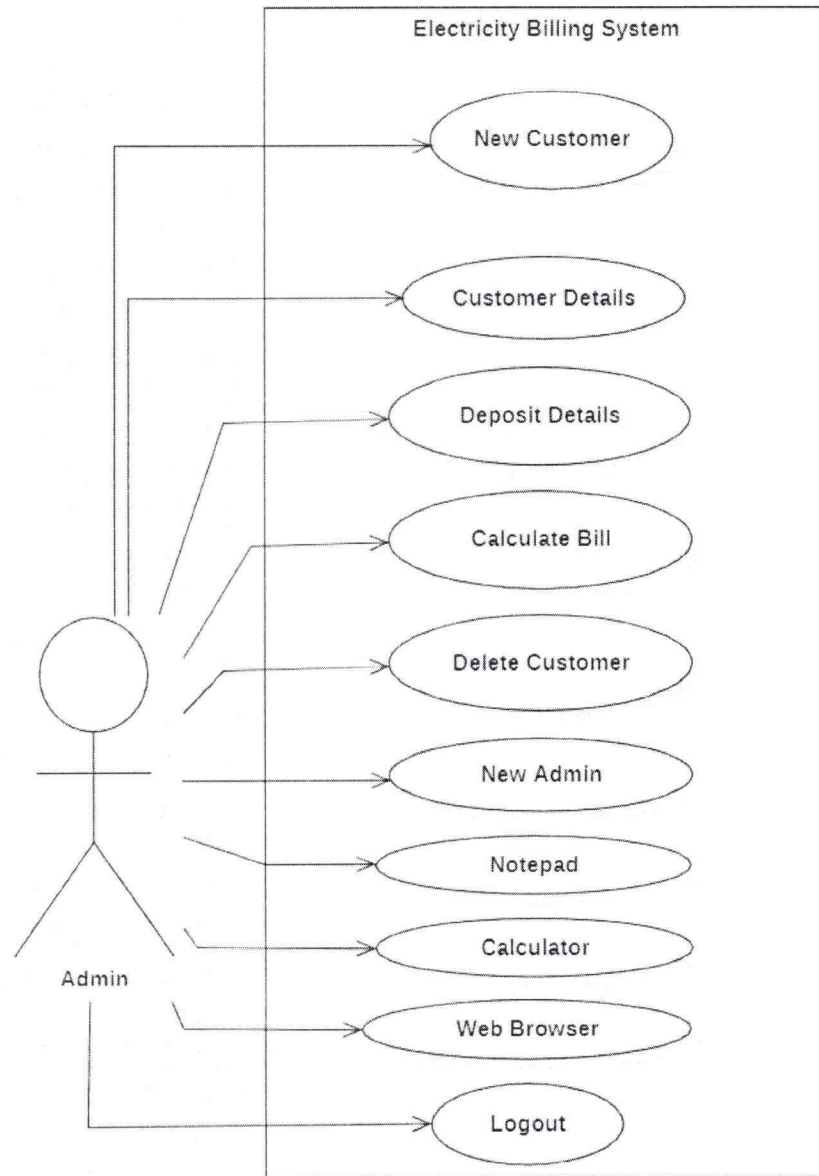 Electricity Billing System
New Customer
Customer Details
Deposit Details
Calculate Bill
Delete Customer
New Admin
Notepad
Calculator
Admin
Web Browser
Logout